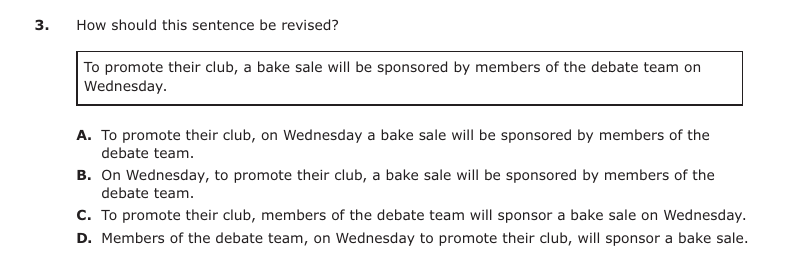 3. How should this sentence be revised?
To promote their club, a bake sale will be sponsored by members of the debate team on
Wednesday.
A. To promote their club, on Wednesday a bake sale will be sponsored by members of the
debate team.
B. On Wednesday, to promote their club, a bake sale will be sponsored by members of the
debate team.
C. To promote their club, members of the debate team will sponsor a bake sale on Wednesday.
D. Members of the debate team, on Wednesday to promote their club, will sponsor a bake sale.